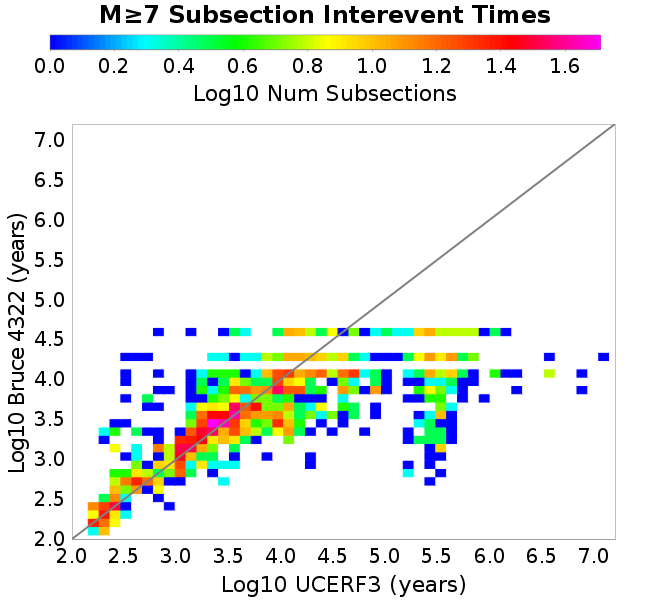 M≥7 Subsection Interevent Times
0.0 0.2 0.4 0.6 0.8 1.0 1.2 1.4 1.6
Log10 Num Subsections
7.0
6.5
6.0
5.5
5.0
4.5
4.0
3.5
3.0
2.5
2.0
Log10 Bruce 4322 (years)
2.0 2.5 3.0 3.5 4.0 4.5 5.0 5.5 6.0 6.5 7.0
Log10 UCERF3 (years)